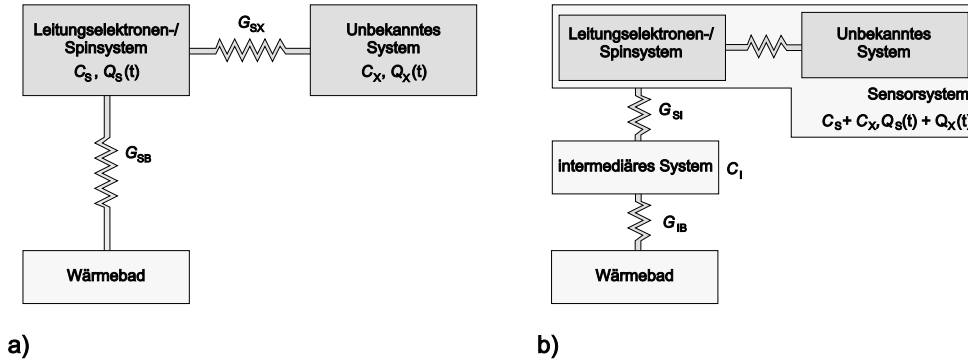 Leitungselektronen-/
Spinsystem
C_S, Q_S(t)
G_SX
Unbekanntes
System
C_X, Q_X(t)
G_SB
Wärmebad
a)
Leitungselektronen-/
Spinsystem
Unbekanntes
System
Sensorsystem
C_S + C_X, Q_S(t) + Q_X(t)
G_SI
intermediäres System
C_I
G_IB
Wärmebad
b)